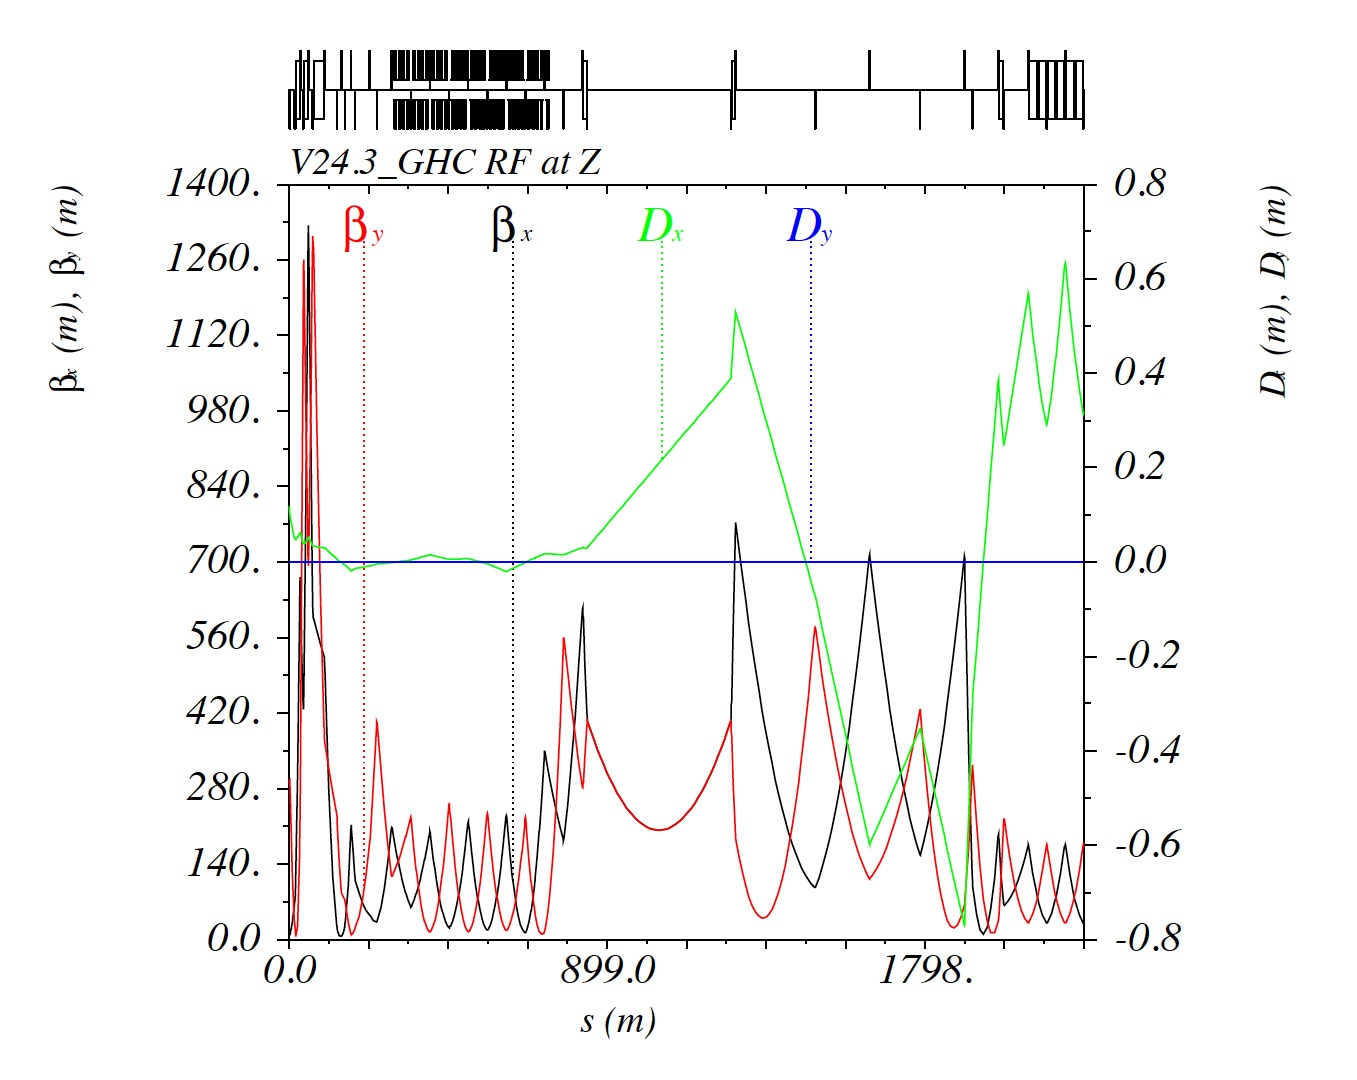 V24.3_GHC RF at Z
1400.
1260.
1120.
980.
840.
700.
560.
420.
280.
140.
0.0
βx (m), βy (m)
βy
βx
Dx
Dy
0.8
0.6
0.4
0.2
0.0
-0.2
-0.4
-0.6
-0.8
Dx (m), Dy (m)
0.0 899.0 1798.
s (m)